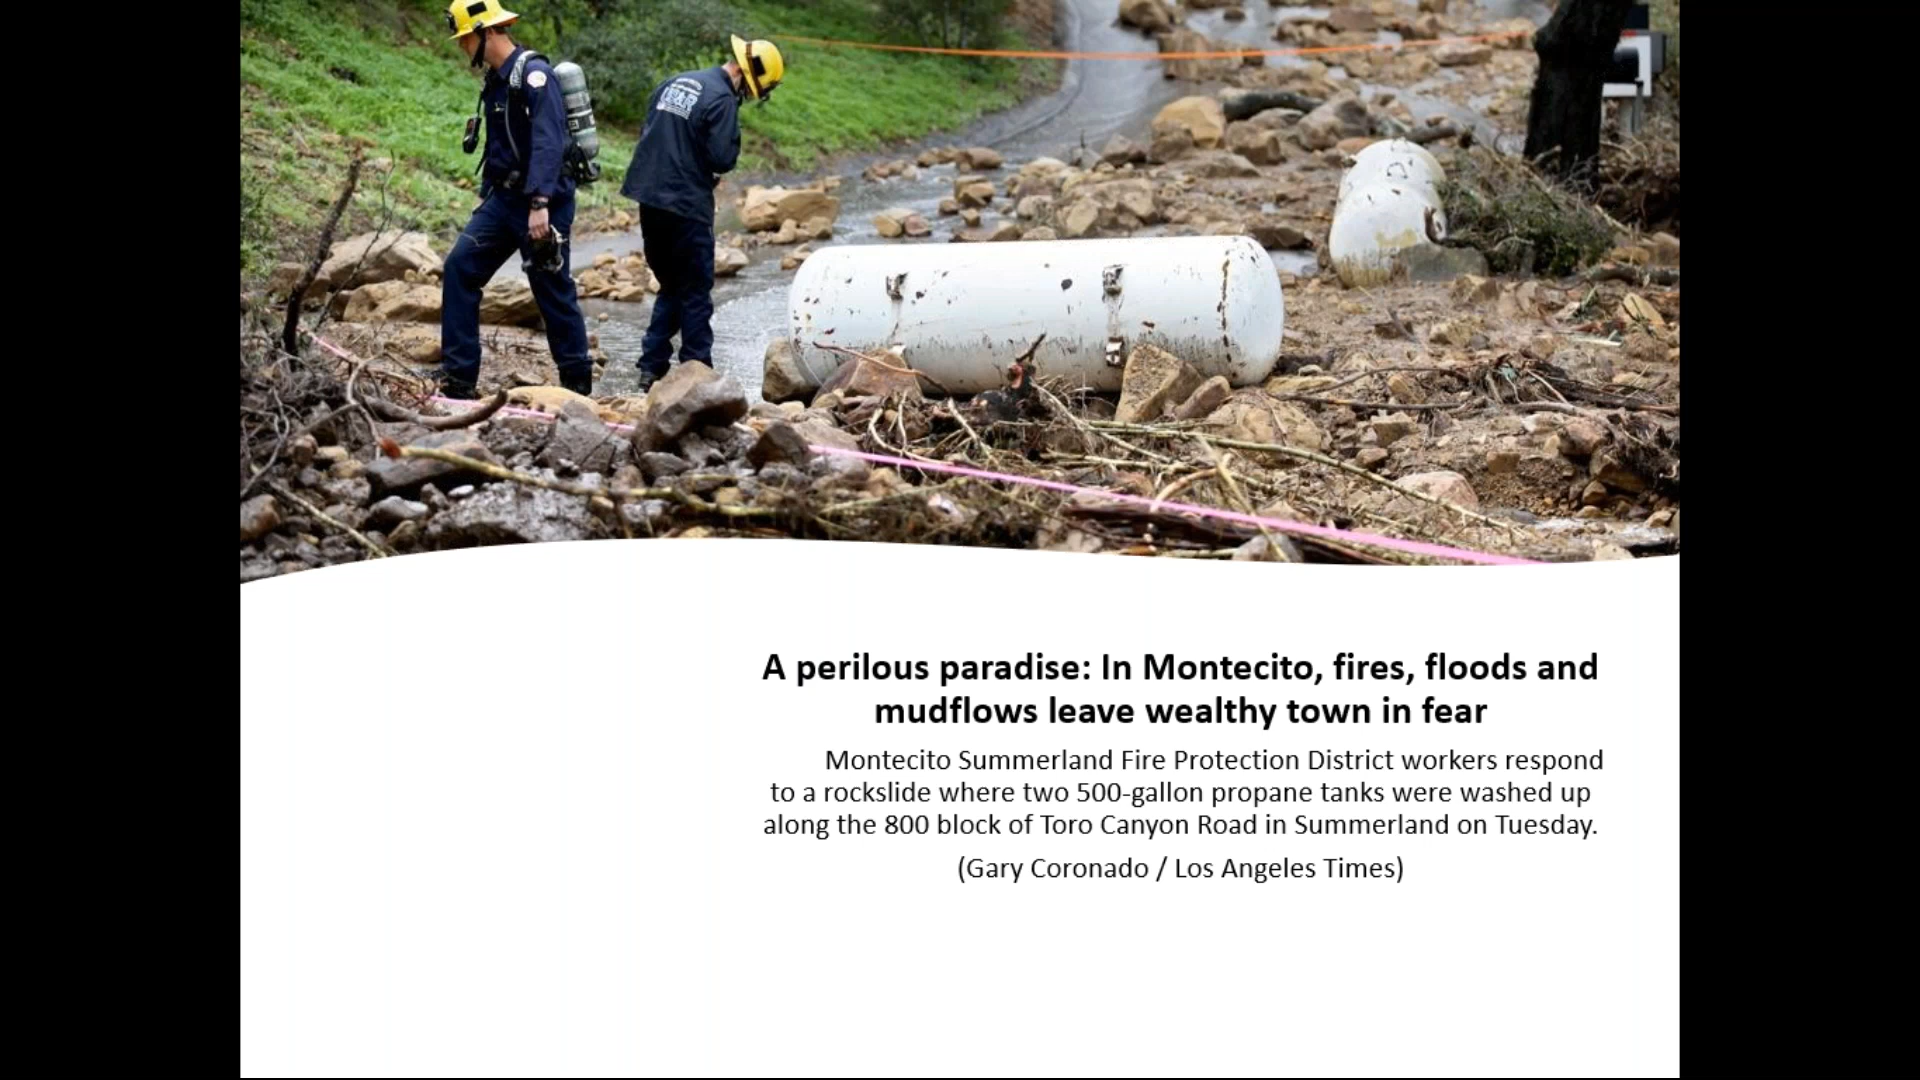 A perilous paradise: In Montecito, fires, floods and
mudflows leave wealthy town in fear
Montecito Summerland Fire Protection District workers respond
to a rockslide where two 500-gallon propane tanks were washed up
along the 800 block of Toro Canyon Road in Summerland on Tuesday.
(Gary Coronado / Los Angeles Times)